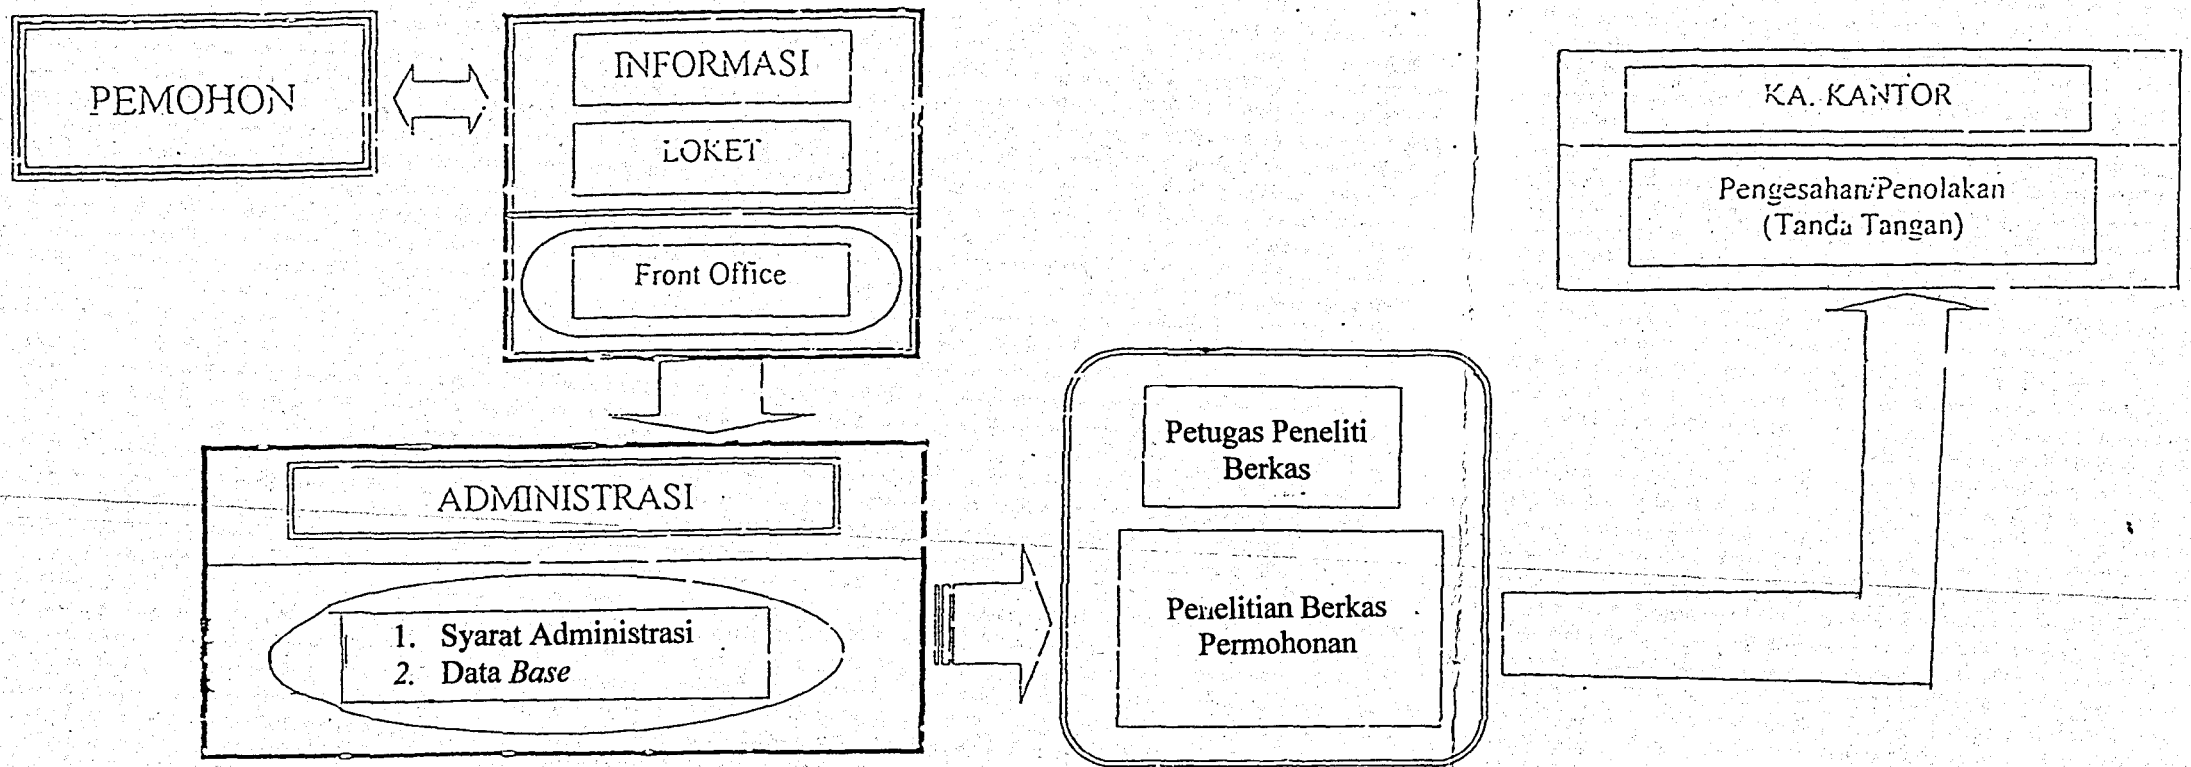 PEMOHON
INFORMASI
LOKET
Front Office
ADMINISTRASI
1. Syarat Administrasi
2. Data Base
Petugas Peneliti
Berkas
Penelitian Berkas
Permohonan
KA. KANTOR
Pengesahan/Penolakan
(Tanda Tangan)